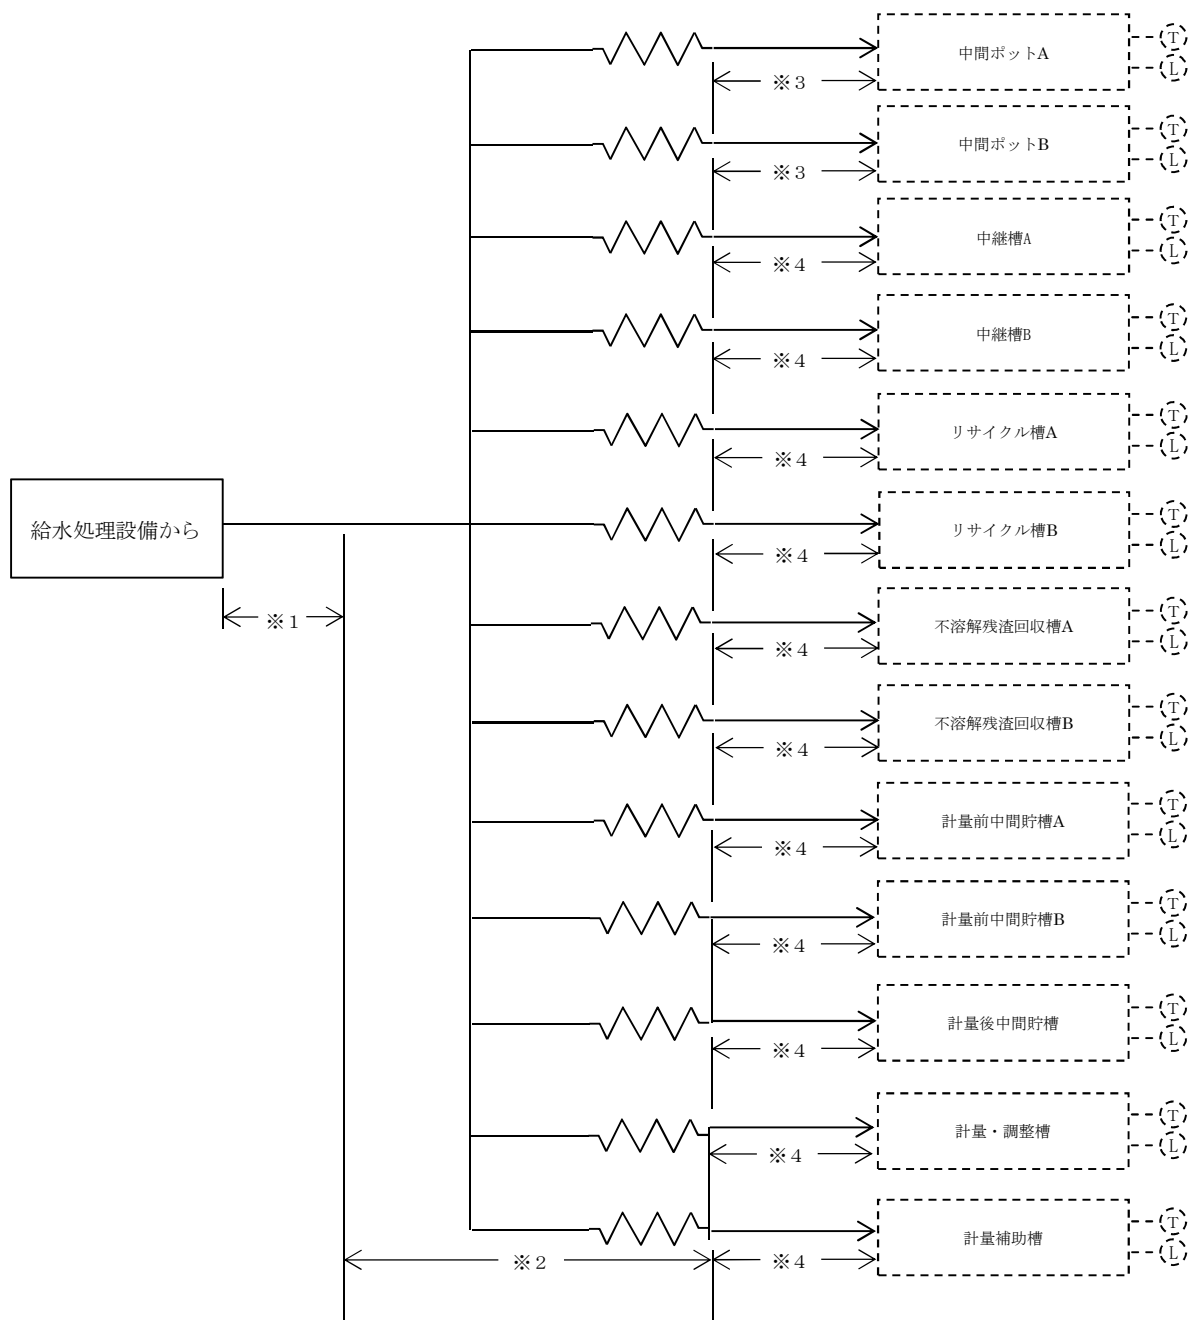 中間ポットA
T
L
※3
中間ポットB
T
L
※3
中継槽A
T
L
※4
中継槽B
T
L
※4
リサイクル槽A
T
L
※4
給水処理設備から
リサイクル槽B
T
L
※4
※1
不溶解残渣回収槽A
T
L
※4
不溶解残渣回収槽B
T
L
※4
計量前中間貯槽A
T
L
※4
計量前中間貯槽B
T
L
※4
計量後中間貯槽
T
L
※4
計量・調整槽
T
L
※4
計量補助槽
T
L
※2
※4